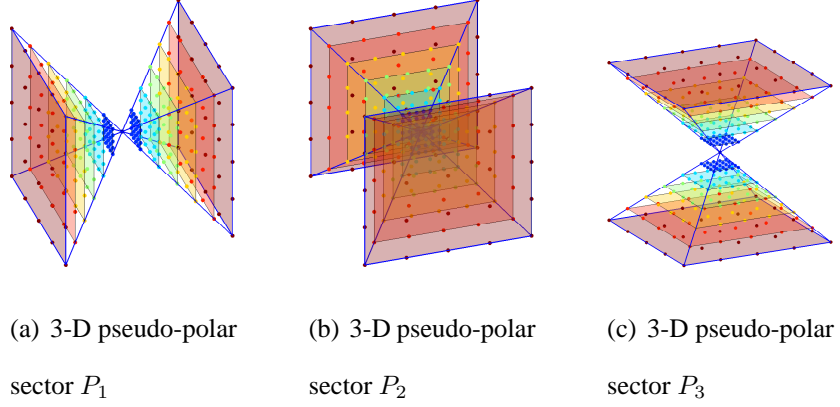 (a) 3-D pseudo-polar
sector P₁
(b) 3-D pseudo-polar
sector P₂
(c) 3-D pseudo-polar
sector P₃